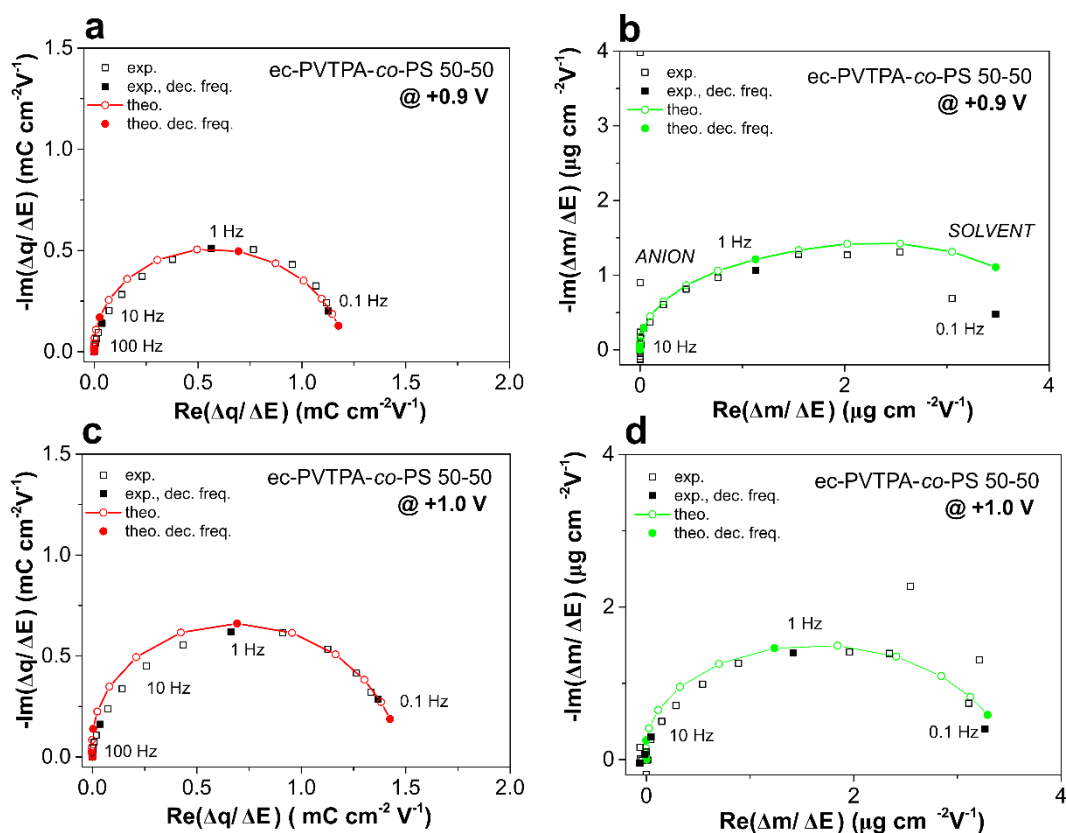 a
ec-PVTPA-co-PS 50-50
@ +0.9 V
exp.
exp., dec. freq.
theo.
theo. dec. freq.
1 Hz
10 Hz
0.1 Hz
100 Hz
1.5
1.0
0.5
0.0
0.0
0.5
1.0
1.5
2.0
-Im(Δq/ΔE) (mC cm⁻²V⁻¹)
Re(Δq/ΔE) (mC cm⁻²V⁻¹)
b
ec-PVTPA-co-PS 50-50
@ +0.9 V
exp.
exp., dec. freq.
theo.
theo dec. freq.
ANION
SOLVENT
1 Hz
0.1 Hz
10 Hz
4
3
2
1
0
0
1
2
3
4
-Im(Δm/ΔE) (μg cm⁻²V⁻¹)
Re(Δm/ΔE) (μg cm ⁻²V⁻¹)
c
ec-PVTPA-co-PS 50-50
@ +1.0 V
exp.
exp., dec. freq.
theo.
theo dec. freq.
1 Hz
10 Hz
0.1 Hz
100 Hz
1.5
1.0
0.5
0.0
0.0
0.5
1.0
1.5
2.0
-Im(Δq/ΔE) (mC cm⁻²V⁻¹)
Re(Δq/ΔE) ( mC cm⁻² V⁻¹)
d
ec-PVTPA-co-PS 50-50
@ +1.0 V
exp.
exp., dec. freq.
theo.
theo dec. freq.
1 Hz
10 Hz
0.1 Hz
4
2
0
0
2
4
-Im(Δm/ΔE) (μg cm ⁻²V⁻¹)
Re(Δm/ΔE) (μg cm ⁻²V⁻¹)